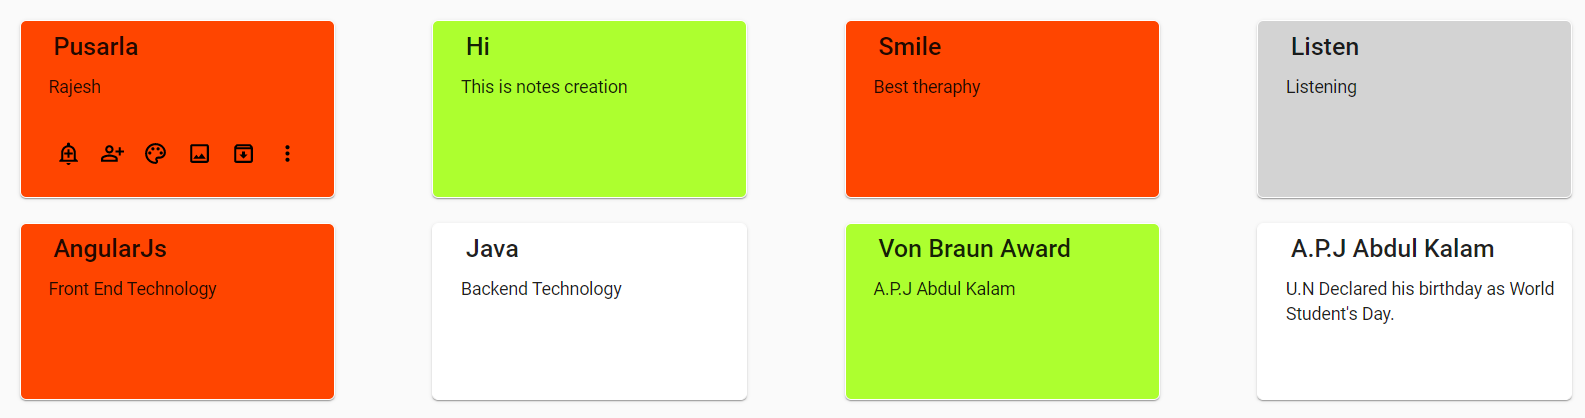 Pusarla
Rajesh
Hi
This is notes creation
Smile
Best theraphy
Listen
Listening
AngularJs
Front End Technology
Java
Backend Technology
Von Braun Award
A.P.J Abdul Kalam
A.P.J Abdul Kalam
U.N Declared his birthday as World
Student's Day.